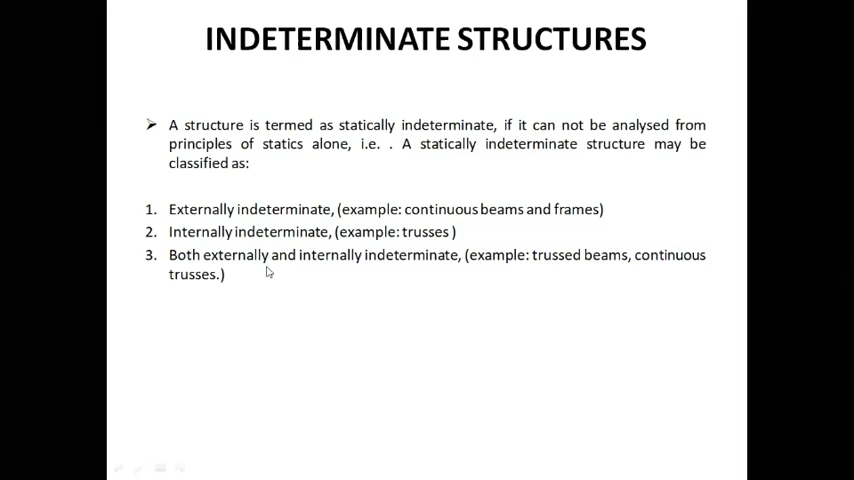 INDETERMINATE STRUCTURES
➢ A structure is termed as statically indeterminate, if it can not be analysed from
principles of statics alone, i.e. . A statically indeterminate structure may be
classified as:
1. Externally indeterminate, (example: continuous beams and frames)
2. Internally indeterminate, (example: trusses )
3. Both externally and internally indeterminate, (example: trussed beams, continuous
trusses.)